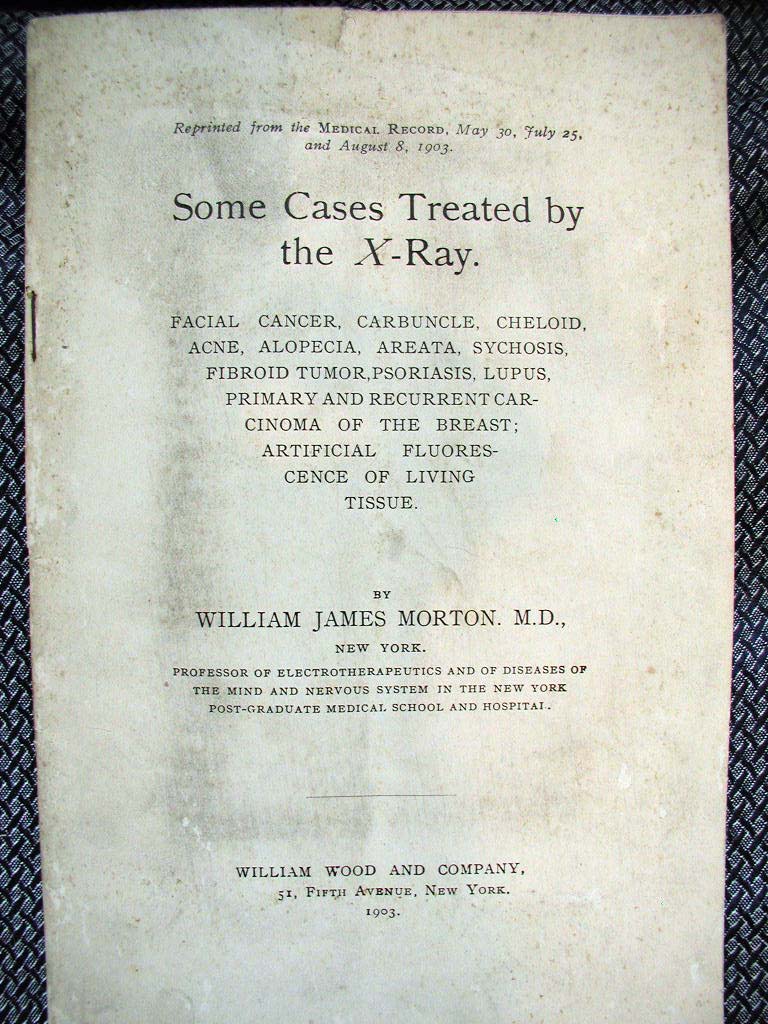 Reprinted from the MEDICAL RECORD, May 30, July 25,
and August 8, 1903.
Some Cases Treated by
the X-Ray.
FACIAL CANCER, CARBUNCLE, CHELOID,
ACNE, ALOPECIA, AREATA, SYCHOSIS,
FIBROID TUMOR, PSORIASIS, LUPUS,
PRIMARY AND RECURRENT CAR-
CINOMA OF THE BREAST;
ARTIFICIAL FLUORES-
CENCE OF LIVING
TISSUE.
BY
WILLIAM JAMES MORTON. M.D.,
NEW YORK.
PROFESSOR OF ELECTROTHERAPEUTICS AND OF DISEASES OF
THE MIND AND NERVOUS SYSTEM IN THE NEW YORK
POST-GRADUATE MEDICAL SCHOOL AND HOSPITAL.
WILLIAM WOOD AND COMPANY,
51, FIFTH AVENUE, NEW YORK.
1903.